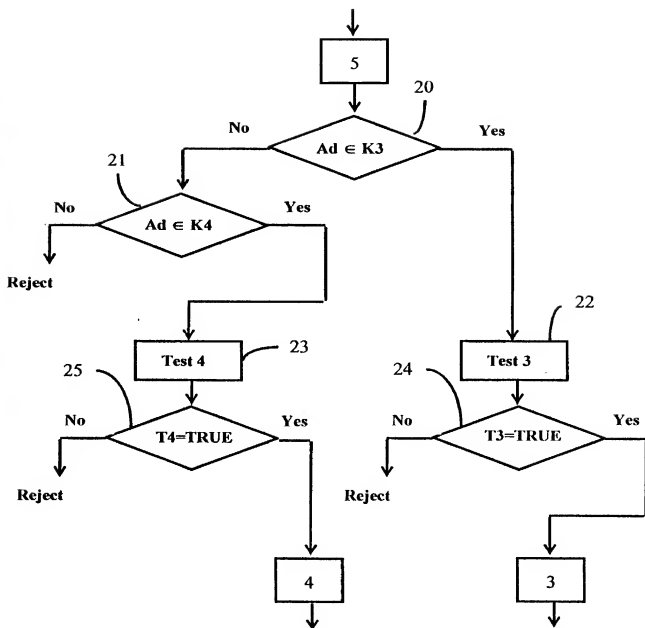 5
20
No
Yes
Ad ∈ K3
21
No
Yes
Ad ∈ K4
Reject
22
Test 4
23
Test 3
25
24
No
Yes
No
Yes
T4=TRUE
T3=TRUE
Reject
Reject
4
3